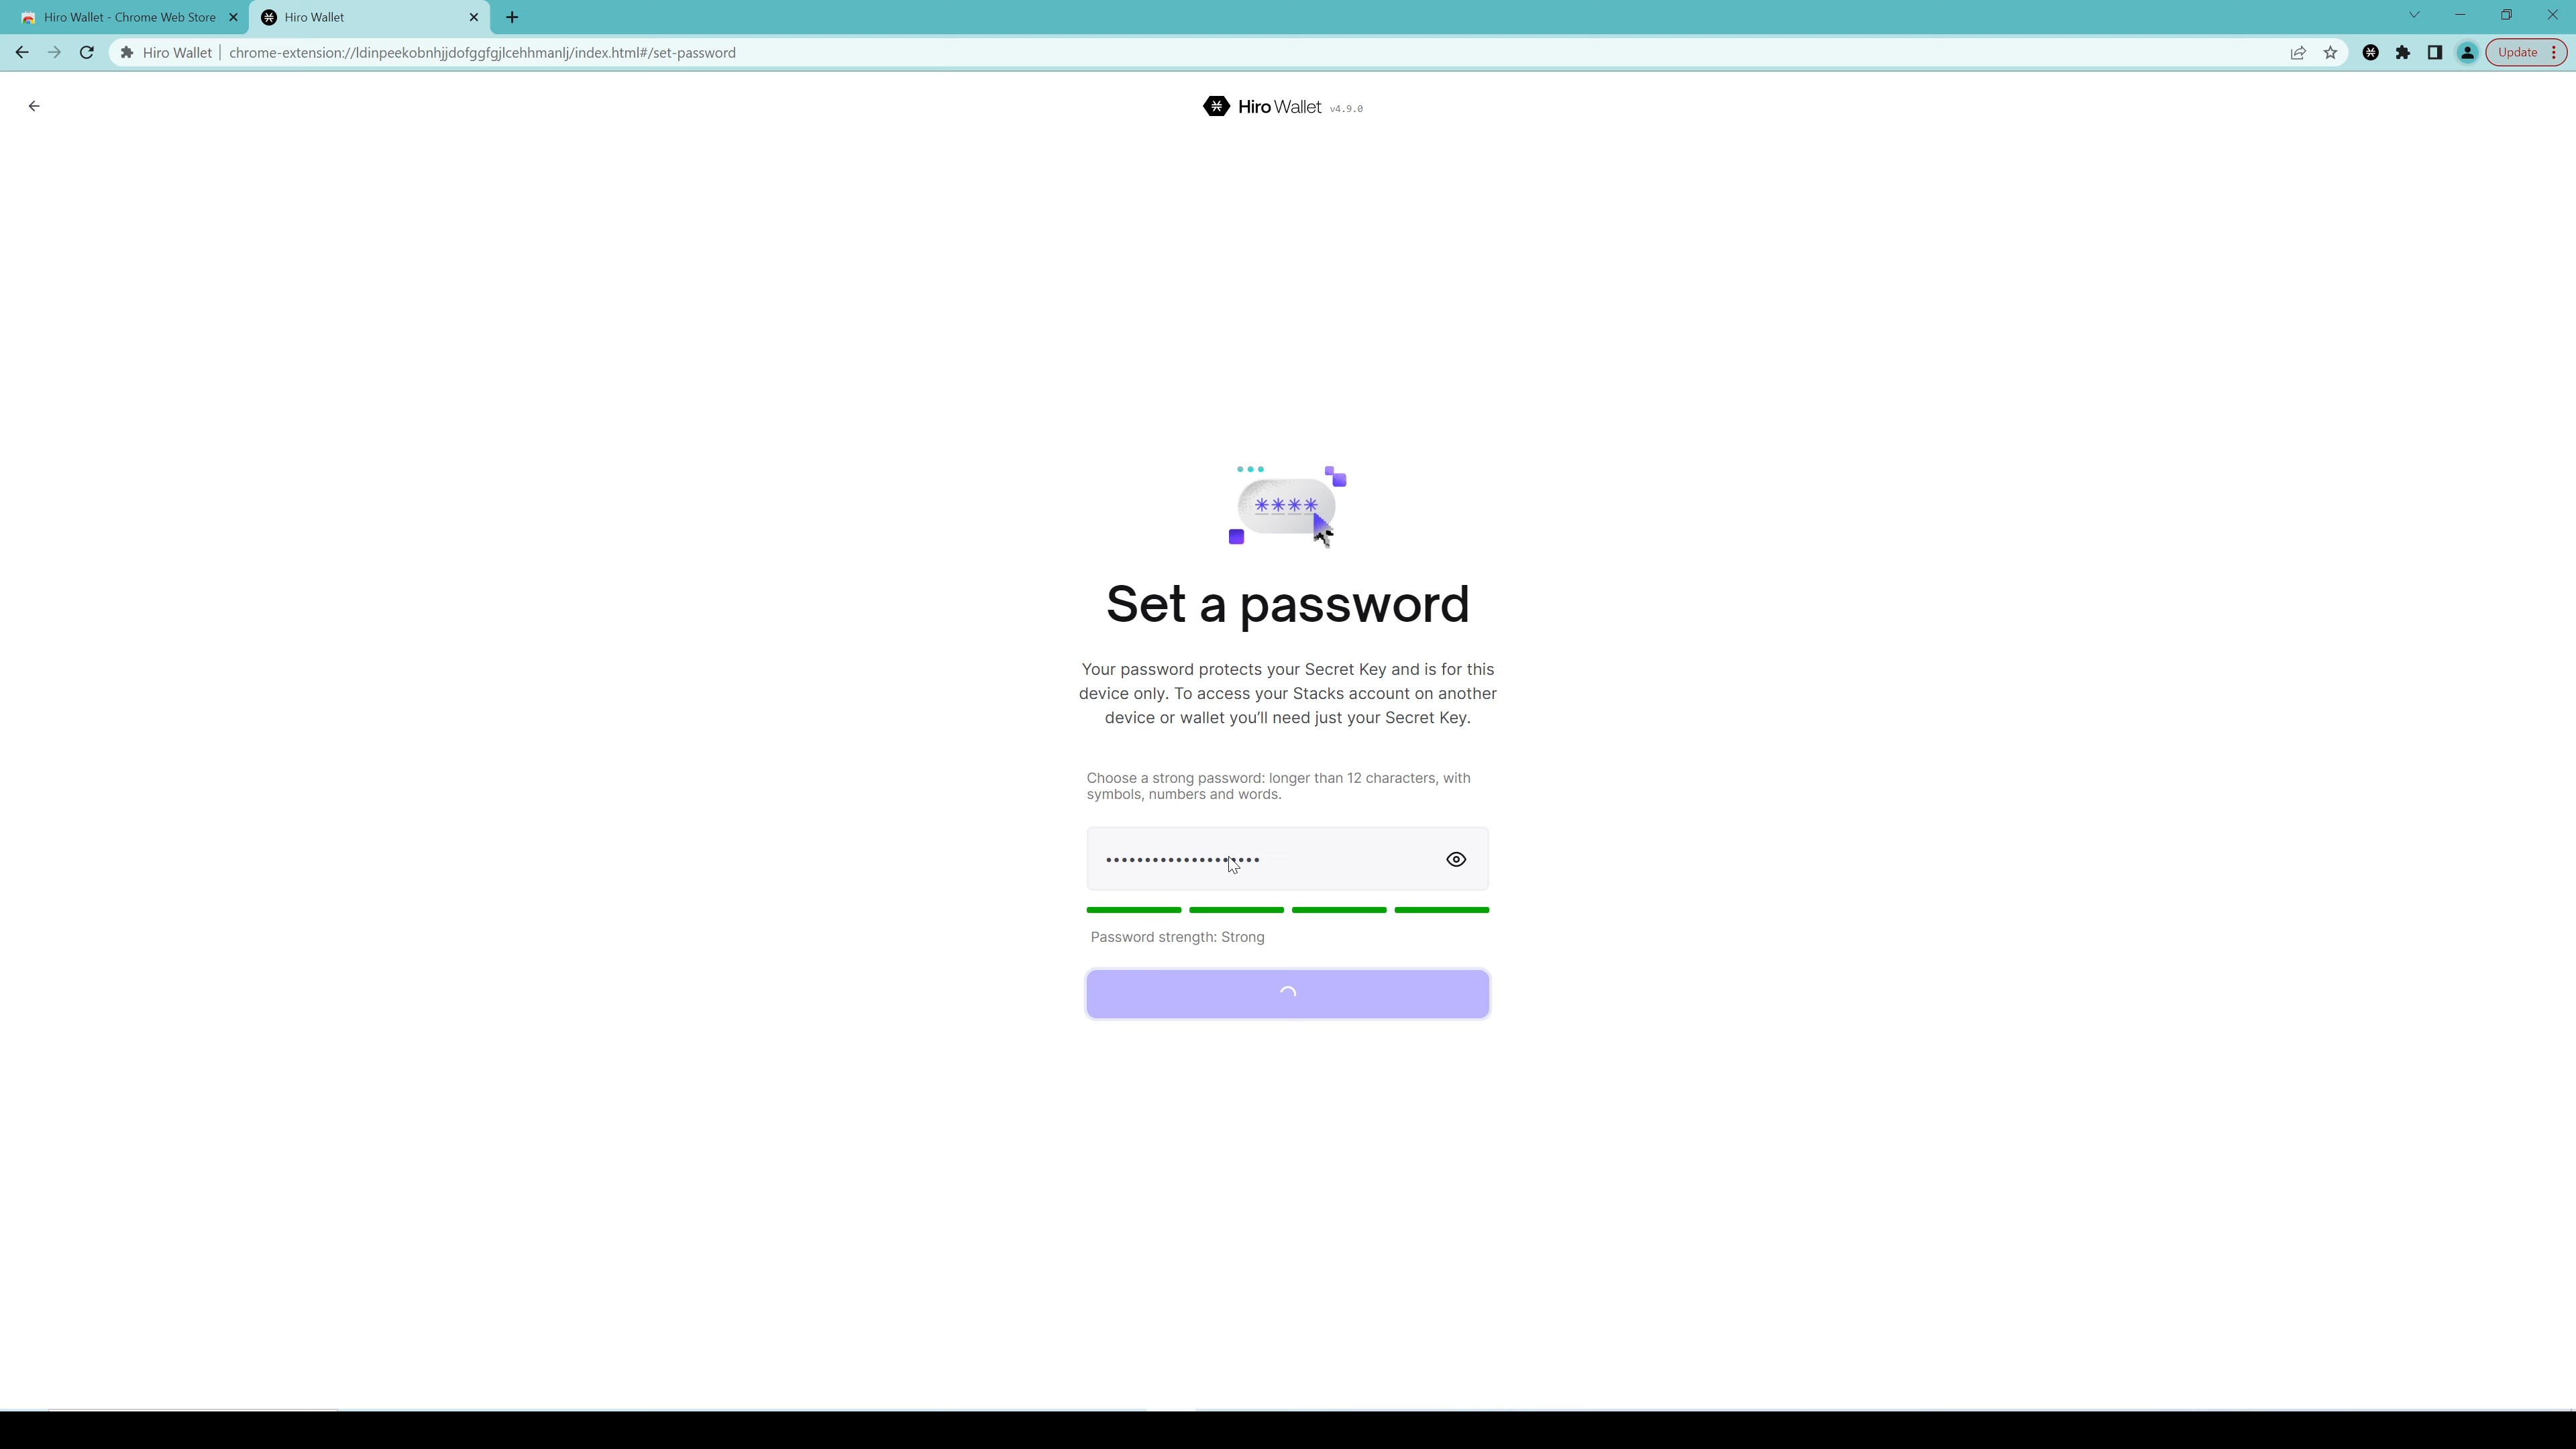 Hiro Wallet - Chrome Web Store
Hiro Wallet
Hiro Wallet | chrome-extension://ldinpeekobnhjjdofggfgjlcehhmanlj/index.html#/set-password
Update
Hiro Wallet v4.9.0
****
Set a password
Your password protects your Secret Key and is for this
device only. To access your Stacks account on another
device or wallet you’ll need just your Secret Key.
Choose a strong password: longer than 12 characters, with
symbols, numbers and words.
Password strength: Strong